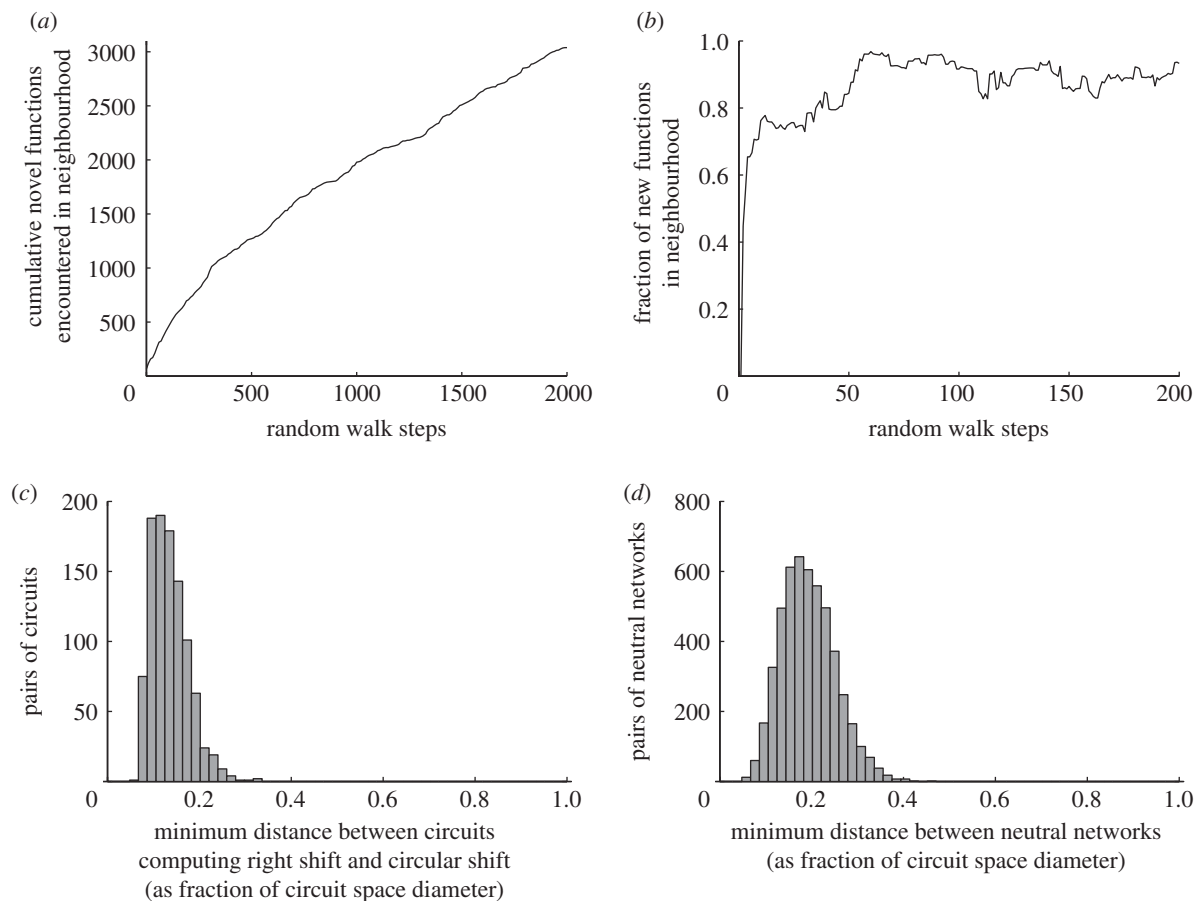 (a)
cumulative novel functions
encountered in neighbourhood
3000
2500
2000
1500
1000
500
0
500
1000
1500
2000
random walk steps
(b)
fraction of new functions
in neighbourhood
1.0
0.8
0.6
0.4
0.2
0
50
100
150
200
random walk steps
(c)
pairs of circuits
200
150
100
50
0
0.2
0.4
0.6
0.8
1.0
minimum distance between circuits
computing right shift and circular shift
(as fraction of circuit space diameter)
(d)
pairs of neutral networks
800
600
400
200
0
0.2
0.4
0.6
0.8
1.0
minimum distance between neutral networks
(as fraction of circuit space diameter)